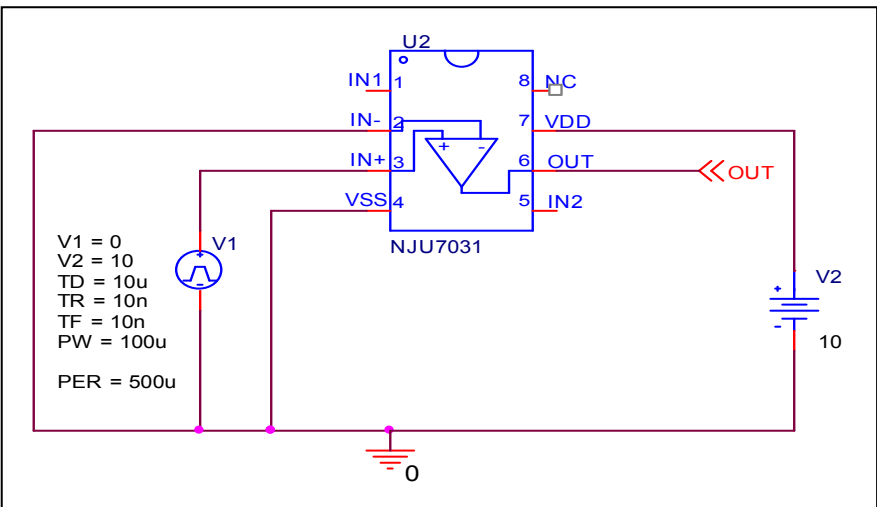 U2
IN1 1
8 NC
IN- 2
7 VDD
+ -
IN+ 3
6 OUT
OUT
VSS 4
5 IN2
NJU7031
V1 = 0
V2 = 10
TD = 10u
TR = 10n
TF = 10n
PW = 100u
PER = 500u
V1
+
-
V2
+
-
10
0